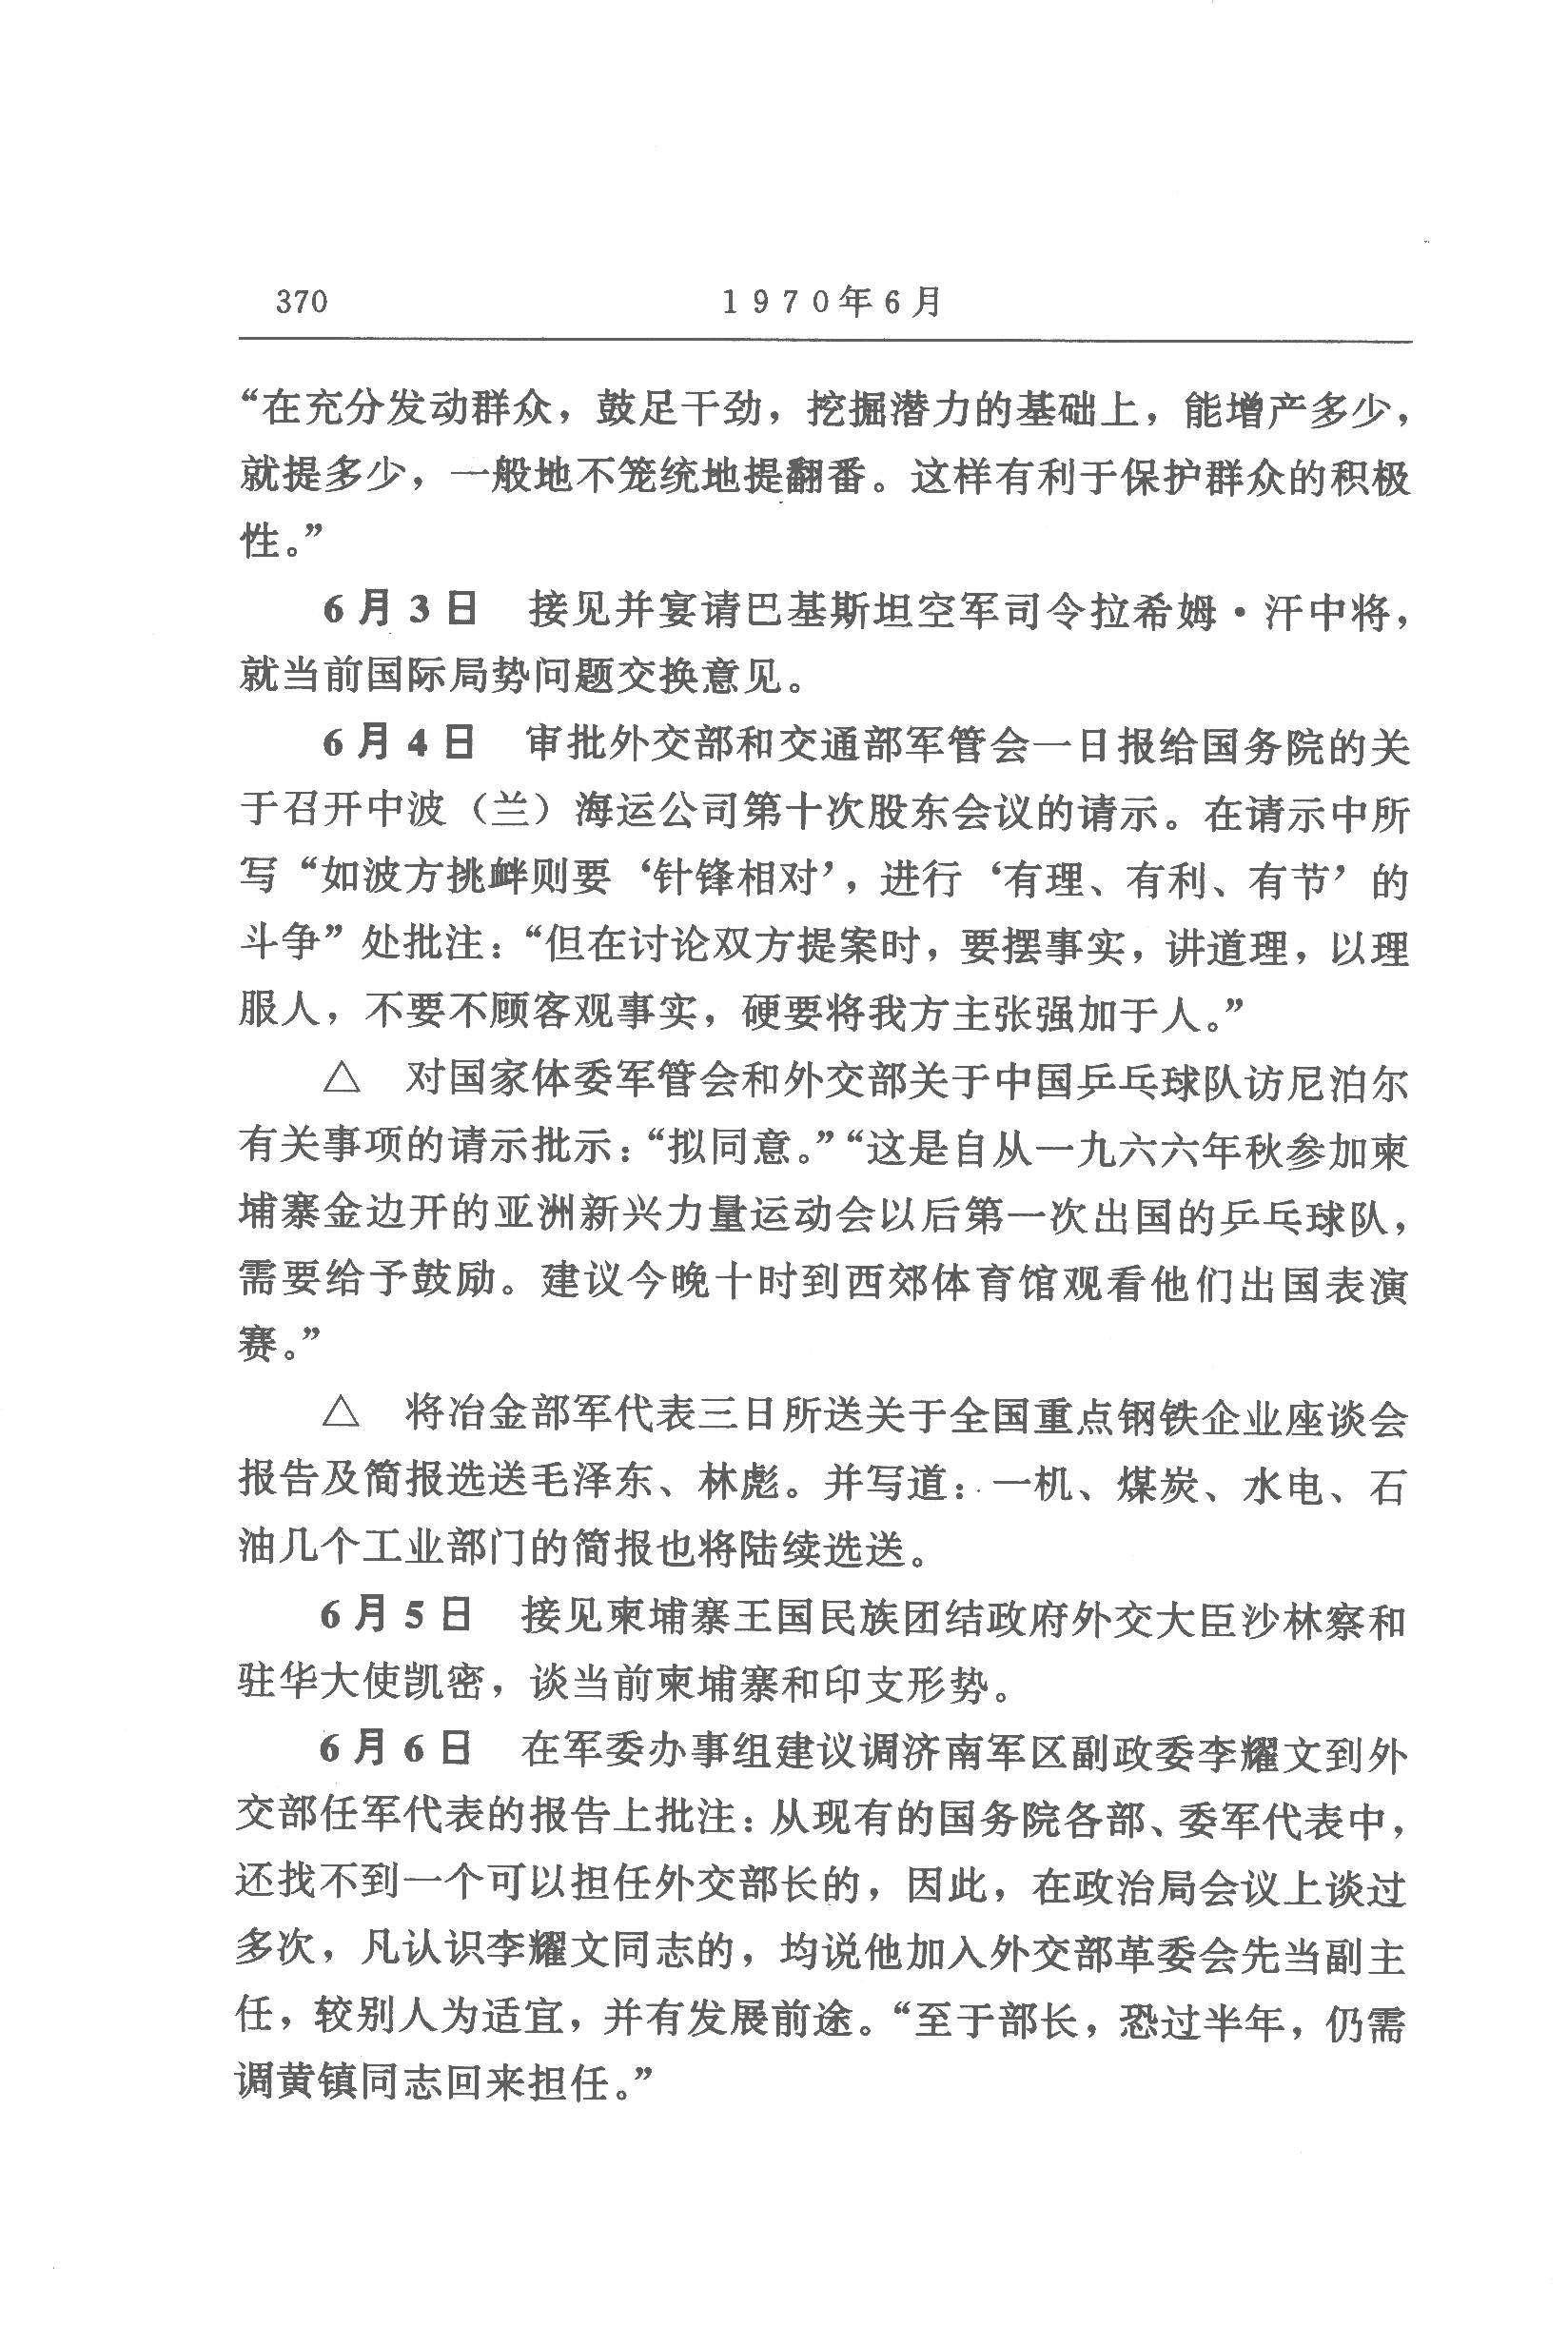 370
1970年6月
“在充分发动群众，鼓足干劲，挖掘潜力的基础上，能增产多少，
就提多少，一般地不笼统地提翻番。这样有利于保护群众的积极
性。”
6月3日　接见并宴请巴基斯坦空军司令拉希姆·汗中将，
就当前国际局势问题交换意见。
6月4日　审批外交部和交通部军管会一日报给国务院的关
于召开中波（兰）海运公司第十次股东会议的请示。在请示中所
写“如波方挑衅则要‘针锋相对’，进行‘有理、有利、有节’的
斗争”处批注：“但在讨论双方提案时，要摆事实，讲道理，以理
服人，不要不顾客观事实，硬要将我方主张强加于人。”
△　对国家体委军管会和外交部关于中国乒乓球队访尼泊尔
有关事项的请示批示：“拟同意。”“这是自从一九六六年秋参加柬
埔寨金边开的亚洲新兴力量运动会以后第一次出国的乒乓球队，
需要给予鼓励。建议今晚十时到西郊体育馆观看他们出国表演
赛。”
△　将冶金部军代表三日所送关于全国重点钢铁企业座谈会
报告及简报选送毛泽东、林彪。并写道：一机、煤炭、水电、石
油几个工业部门的简报也将陆续选送。
6月5日　接见柬埔寨王国民族团结政府外交大臣沙林察和
驻华大使凯密，谈当前柬埔寨和印支形势。
6月6日　在军委办事组建议调济南军区副政委李耀文到外
交部任军代表的报告上批注：从现有的国务院各部、委军代表中，
还找不到一个可以担任外交部长的，因此，在政治局会议上谈过
多次，凡认识李耀文同志的，均说他加入外交部革委会先当副主
任，较别人为适宜，并有发展前途。“至于部长，恐过半年，仍需
调黄镇同志回来担任。”